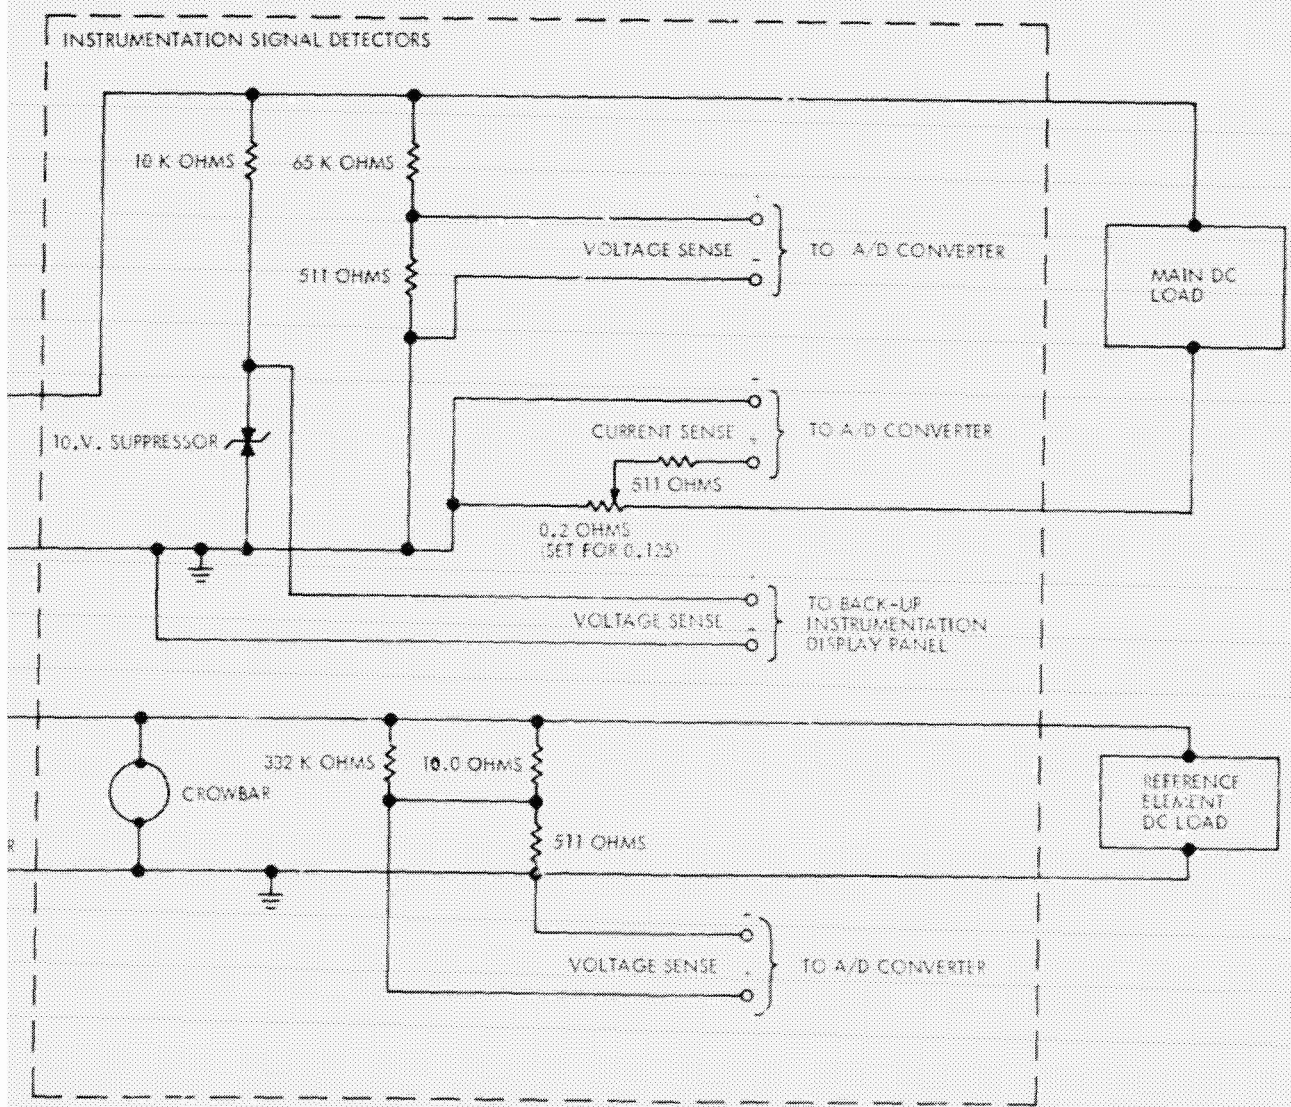 INSTRUMENTATION SIGNAL DETECTORS
10 K OHMS
65 K OHMS
VOLTAGE SENSE
TO A/D CONVERTER
511 OHMS
MAIN DC
LOAD
10.V. SUPPRESSOR
CURRENT SENSE
TO A/D CONVERTER
511 OHMS
0.2 OHMS
(SET FOR 0.125)
VOLTAGE SENSE
TO BACK-UP
INSTRUMENTATION
DISPLAY PANEL
332 K OHMS
10.0 OHMS
CROWBAR
REFERENCE
ELEMENT
DC LOAD
R
511 OHMS
VOLTAGE SENSE
TO A/D CONVERTER